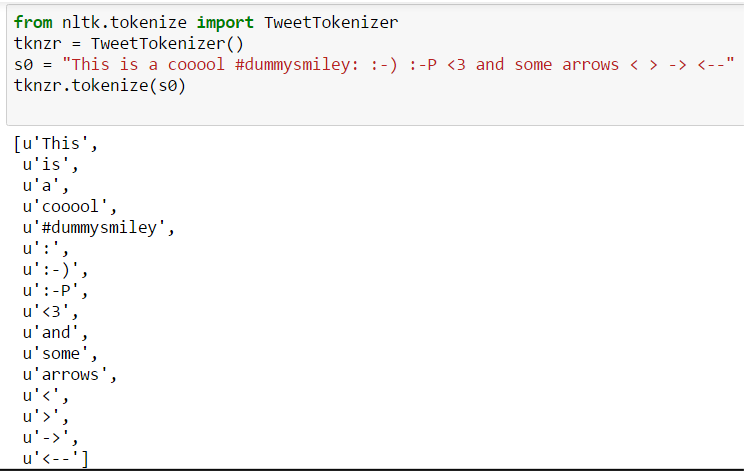 from nltk.tokenize import TweetTokenizer
tknzr = TweetTokenizer()
s0 = "This is a cooool #dummysmiley: :-) :-P <3 and some arrows < > -> <--"
tknzr.tokenize(s0)
[u'This',
u'is',
u'a',
u'cooool',
u'#dummysmiley',
u':',
u':-)',
u':-P',
u'<3',
u'and',
u'some',
u'arrows',
u'<',
u'>',
u'->',
u'<--']